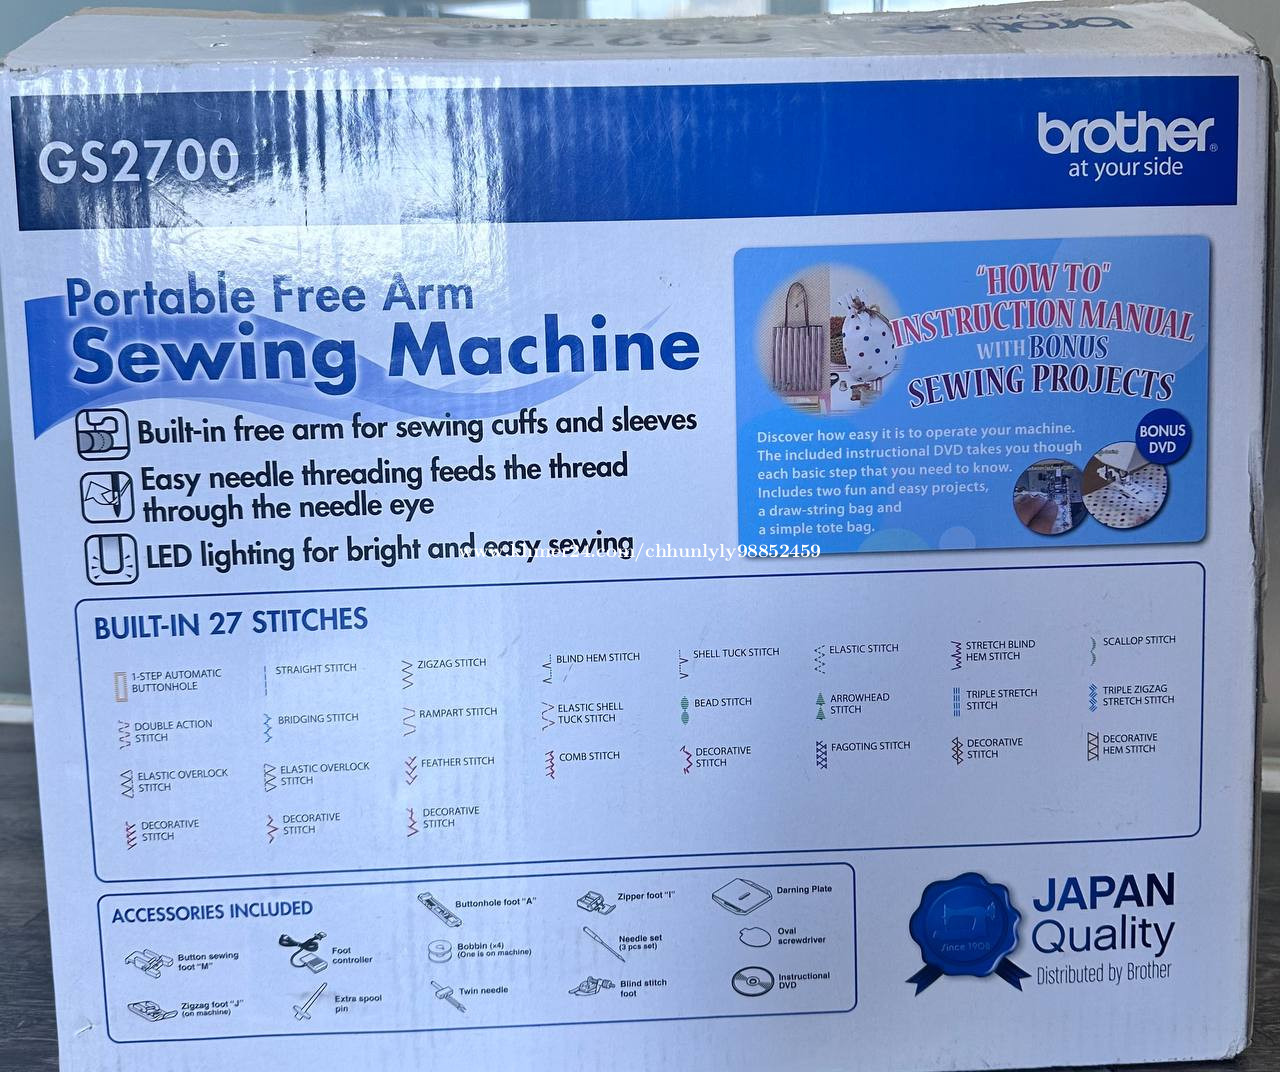 GS2700
brother
at your side
Portable Free Arm
Sewing Machine
Built-in free arm for sewing cuffs and sleeves
Easy needle threading feeds the thread
through the needle eye
LED lighting for bright and easy sewing
"HOW TO"
INSTRUCTION MANUAL
WITH BONUS
SEWING PROJECTS
Discover how easy it is to operate your machine.
The included instructional DVD takes you though
each basic step that you need to know.
Includes two fun and easy projects,
a draw-string bag and
a simple tote bag.
BONUS
DVD
www.khmer24.com/chhunlyly98852459
BUILT-IN 27 STITCHES
1-STEP AUTOMATIC
BUTTONHOLE
STRAIGHT STITCH
ZIGZAG STITCH
BLIND HEM STITCH
SHELL TUCK STITCH
ELASTIC STITCH
STRETCH BLIND
HEM STITCH
SCALLOP STITCH
DOUBLE ACTION
STITCH
BRIDGING STITCH
RAMPART STITCH
ELASTIC SHELL
TUCK STITCH
BEAD STITCH
ARROWHEAD
STITCH
TRIPLE STRETCH
STITCH
TRIPLE ZIGZAG
STRETCH STITCH
ELASTIC OVERLOCK
STITCH
ELASTIC OVERLOCK
STITCH
FEATHER STITCH
COMB STITCH
DECORATIVE
STITCH
FAGOTING STITCH
DECORATIVE
STITCH
DECORATIVE
HEM STITCH
DECORATIVE
STITCH
DECORATIVE
STITCH
DECORATIVE
STITCH
ACCESSORIES INCLUDED
Buttonhole foot "A"
Zipper foot "I"
Darning Plate
Button sewing
foot "M"
Foot
controller
Bobbin (x4)
(One is on machine)
Needle set
(3 pcs set)
Oval
screwdriver
Zigzag foot "J"
(on machine)
Extra spool
pin
Twin needle
Blind stitch
foot
Instructional
DVD
Since 1908
JAPAN
Quality
Distributed by Brother